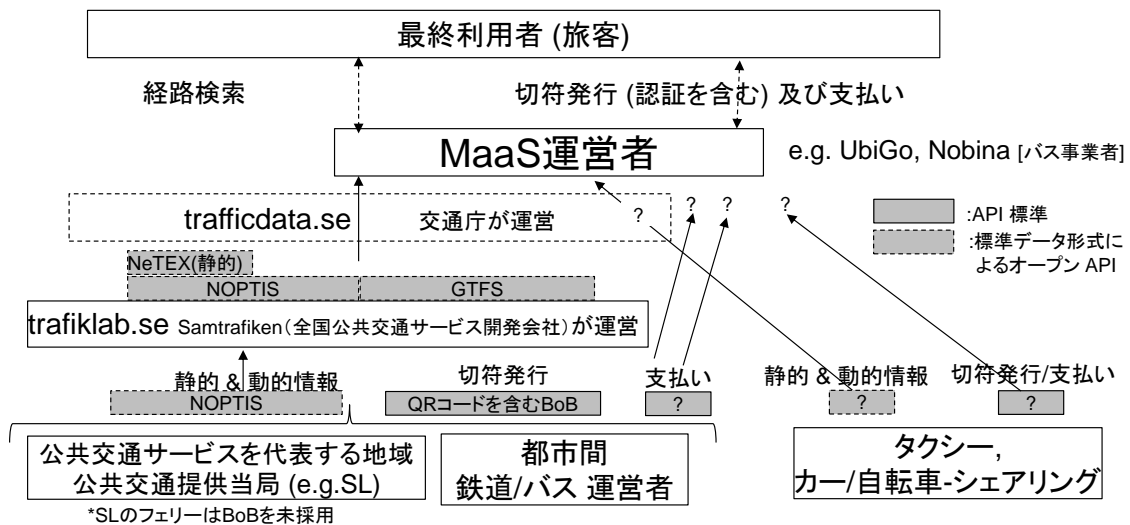 最終利用者 (旅客)
経路検索
切符発行 (認証を含む) 及び支払い
MaaS運営者
e.g. UbiGo, Nobina [バス事業者]
trafficdata.se 交通庁が運営
? ? ? ?
:API 標準
:標準データ形式に
よるオープン API
NeTEX(静的)
NOPTIS
GTFS
trafiklab.se Samtrafiken(全国公共交通サービス開発会社)が運営
静的 & 動的情報
切符発行
支払い
静的 & 動的情報
切符発行/支払い
NOPTIS
QRコードを含むBoB
?
?
?
公共交通サービスを代表する地域
公共交通提供当局 (e.g.SL)
都市間
鉄道/バス 運営者
タクシー,
カー/自転車-シェアリング
*SLのフェリーはBoBを未採用